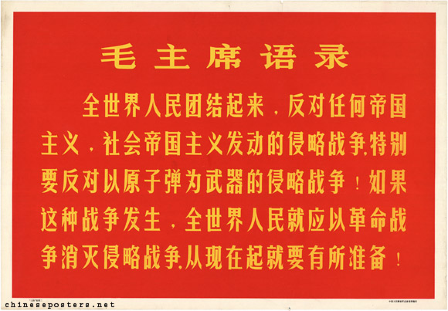 毛主席语录
全世界人民团结起来，反对任何帝国
主义，社会帝国主义发动的侵略战争，特别
要反对以原子弹为武器的侵略战争！如果
这种战争发生，全世界人民就应以革命战
争消灭侵略战争，从现在起就要有所准备！
chineseposters.net